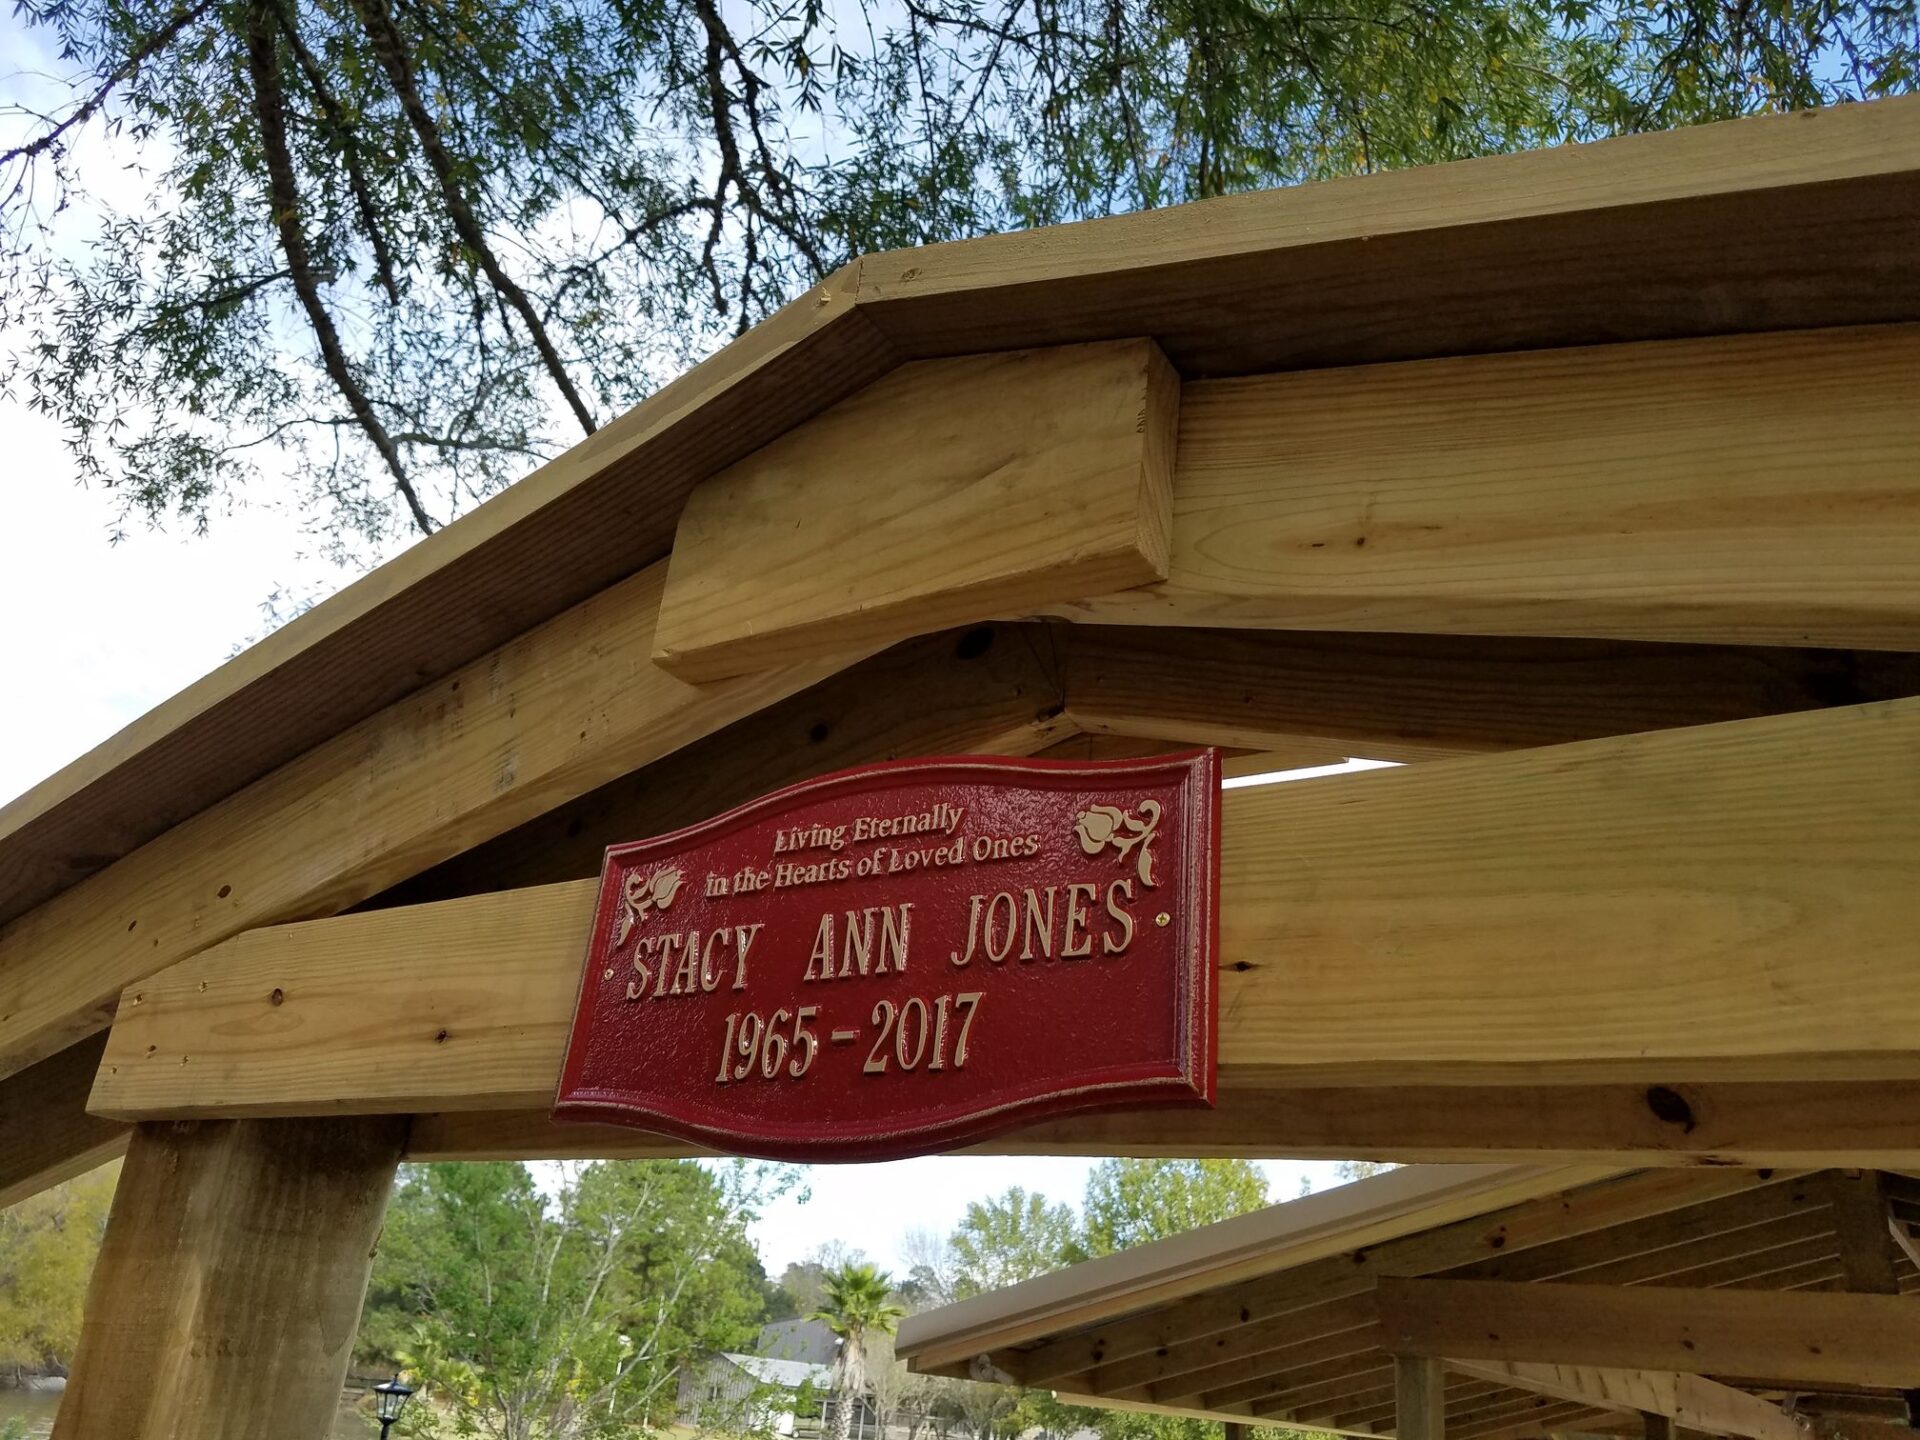 Living Eternally
in the Hearts of Loved Ones
STACY ANN JONES
1965-2017